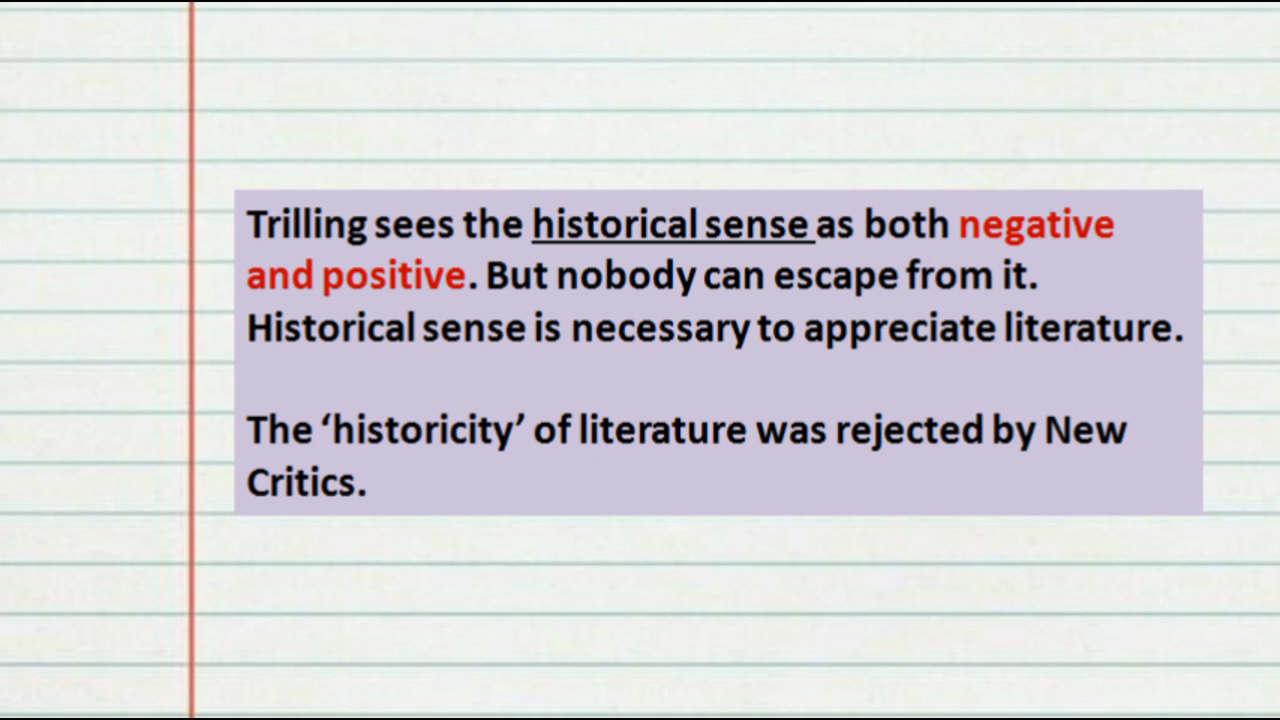 Trilling sees the historical sense as both negative
and positive. But nobody can escape from it.
Historical sense is necessary to appreciate literature.
The ‘historicity’ of literature was rejected by New
Critics.